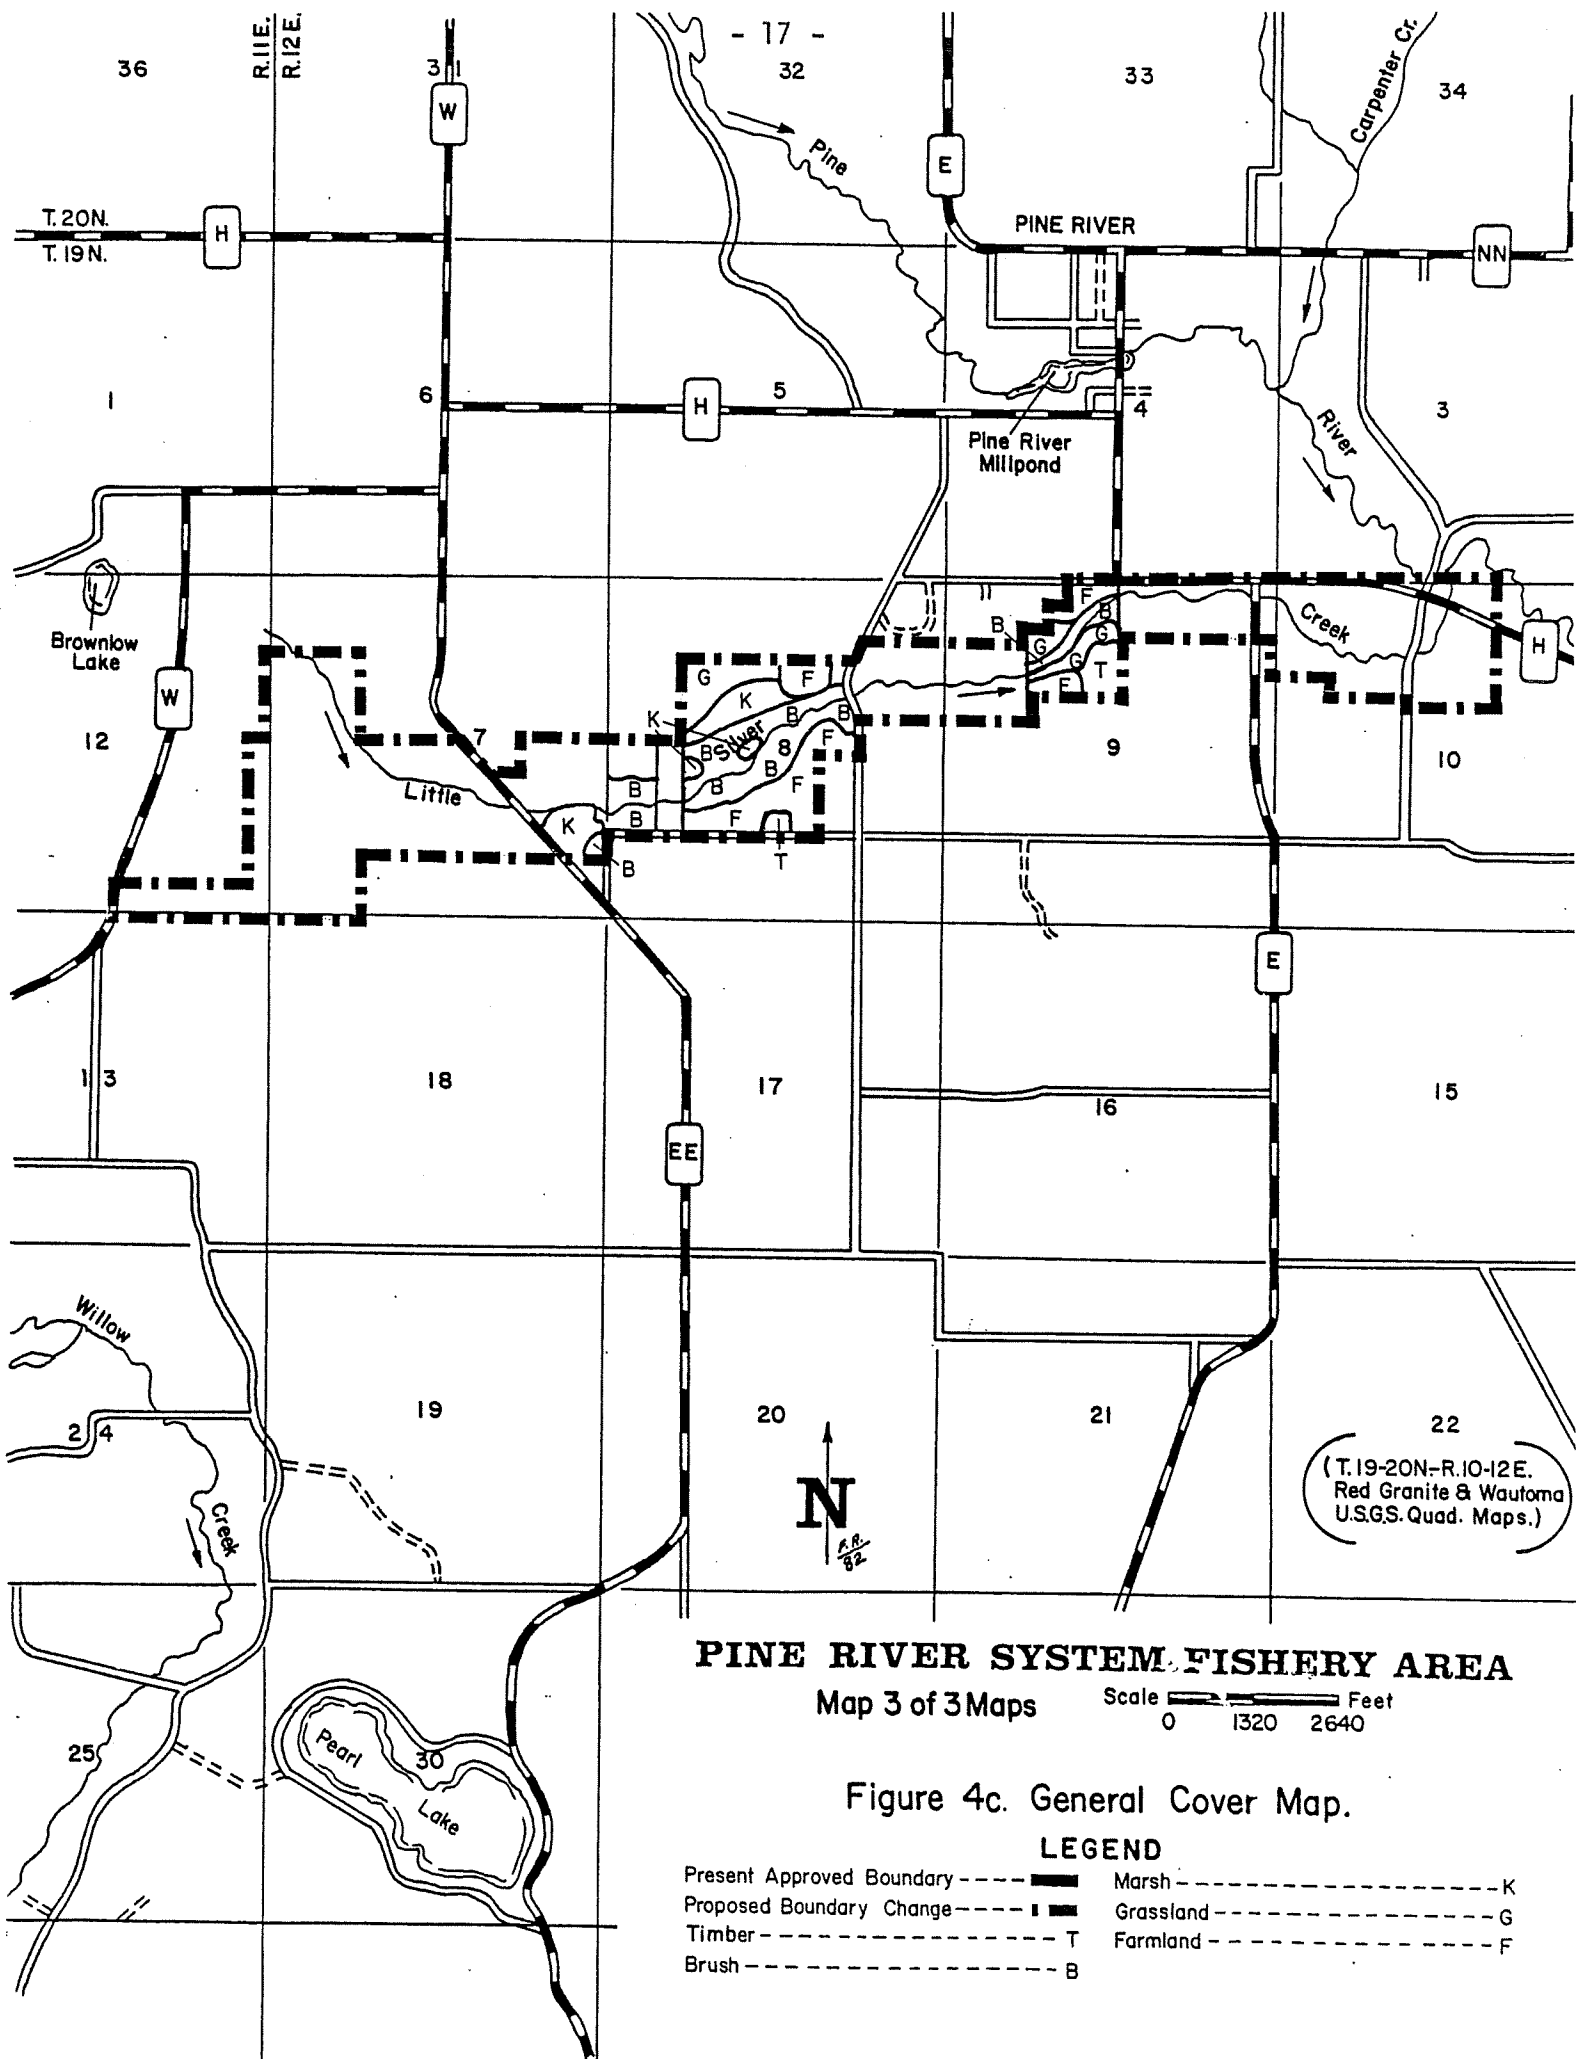 - 17 -
36
R.11E.
R.12E.
31
32
33
34
W
E
Carpenter Cr.
Pine
T.20N.
H
T.19N.
PINE RIVER
NN
1
6
H
5
4
3
Pine River
Millpond
River
Brownlow
Lake
W
12
7
Little
Silver
8
9
Creek
H
10
G
F
K
B
B
K
B
B
B
F
F
B
B
F
T
K
B
F
B
B
G
G
G
F
T
E
13
18
17
16
15
EE
Willow
24
19
20
21
22
Creek
N
F.R.
82
(T.19-20N.-R.10-12E.
Red Granite & Wautoma
U.S.G.S. Quad. Maps.)
25
Pearl
30
Lake
PINE RIVER SYSTEM FISHERY AREA
Map 3 of 3 Maps
Scale Feet
0 1320 2640
Figure 4c. General Cover Map.
LEGEND
Present Approved Boundary
Proposed Boundary Change
Timber T
Brush B
Marsh K
Grassland G
Farmland F